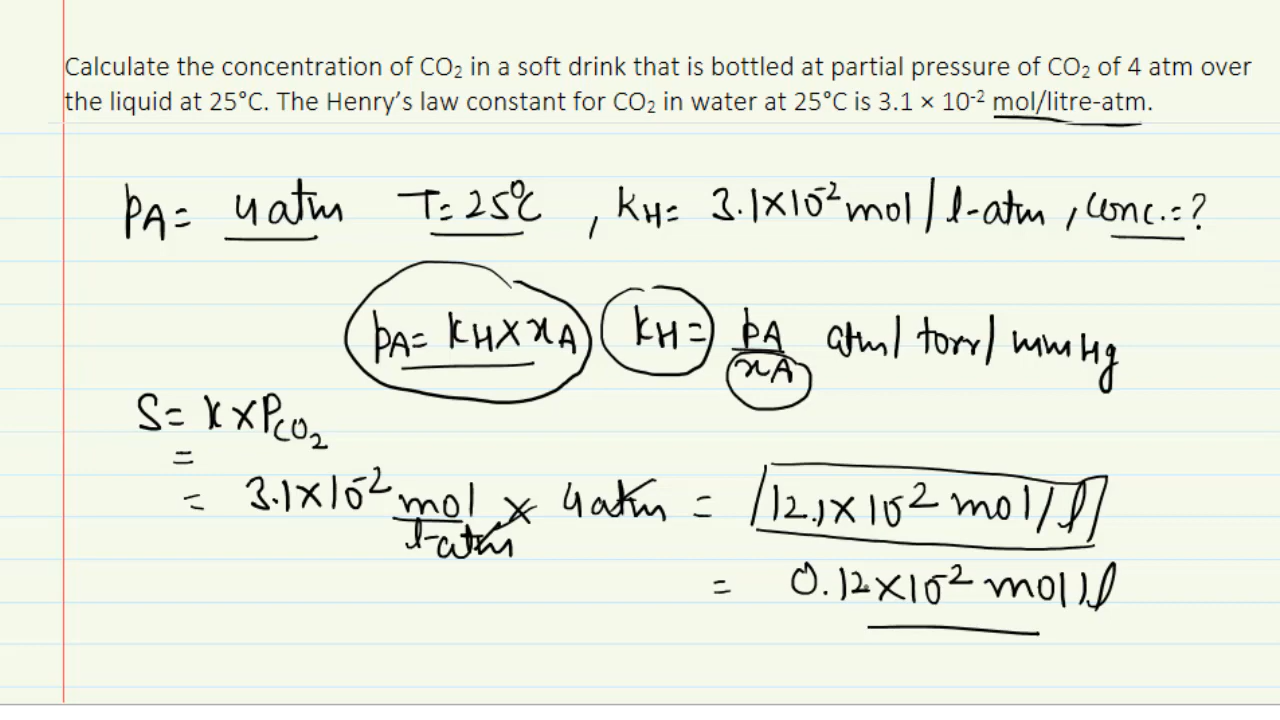 Calculate the concentration of CO₂ in a soft drink that is bottled at partial pressure of CO₂ of 4 atm over
the liquid at 25°C. The Henry's law constant for CO₂ in water at 25°C is 3.1 × 10⁻² mol/litre-atm.
pA= 4 atm T= 25°C , KH= 3.1×10⁻² mol/l-atm , Conc.=?
pA= KH×xA KH= pA/xA atm/torr/mmHg
S= K×PCO₂
=
= 3.1×10⁻² mol/l-atm × 4 atm = 12.1×10⁻² mol/l
= 0.12×10⁻² mol/l